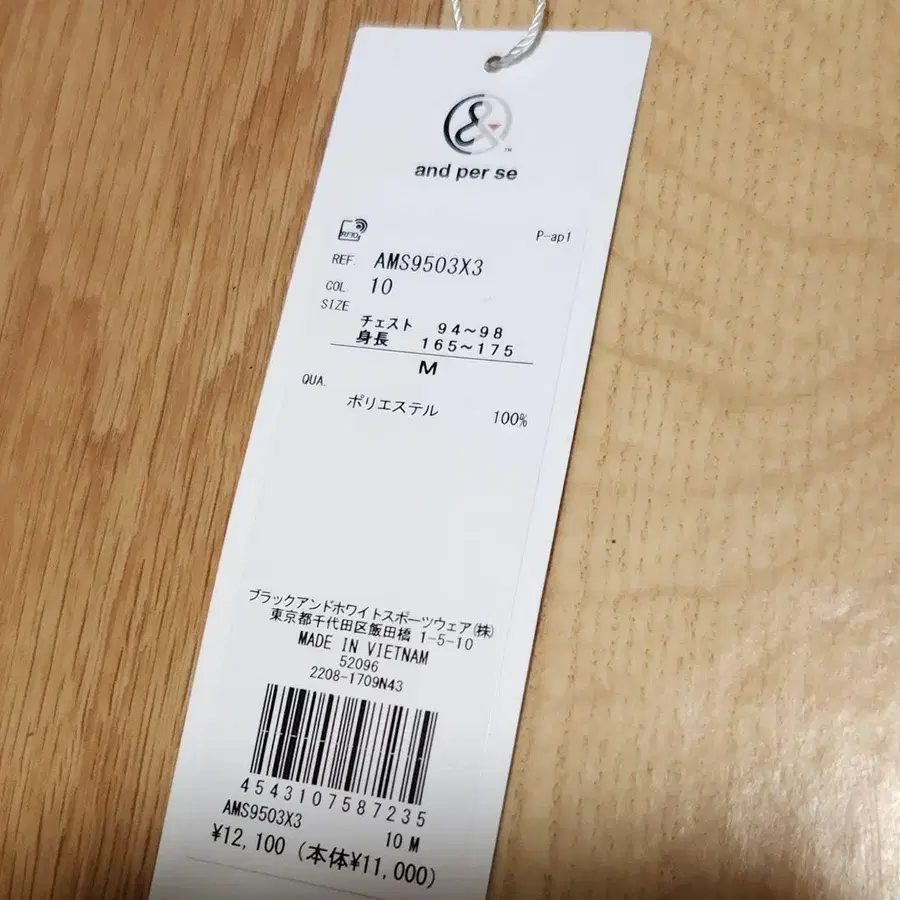 &
TM
and per se
RFID
P-ap1
REF. AMS9503X3
COL. 10
SIZE
チェスト 94~98
身長 165~175
M
QUA.
ポリエステル 100%
ブラックアンドホワイトスポーツウェア(株)
東京都千代田区飯田橋 1-5-10
MADE IN VIETNAM
52096
2208-1709N43
4543107587235
AMS9503X3 10 M
¥12,100 (本体¥11,000)